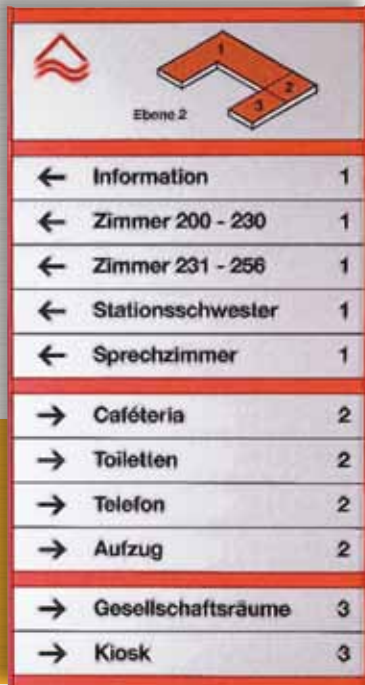 1
2
3
Ebene 2
← Information 1
← Zimmer 200 - 230 1
← Zimmer 231 - 256 1
← Stationsschwester 1
← Sprechzimmer 1
→ Caféteria 2
→ Toiletten 2
→ Telefon 2
→ Aufzug 2
→ Gesellschaftsräume 3
→ Kiosk 3